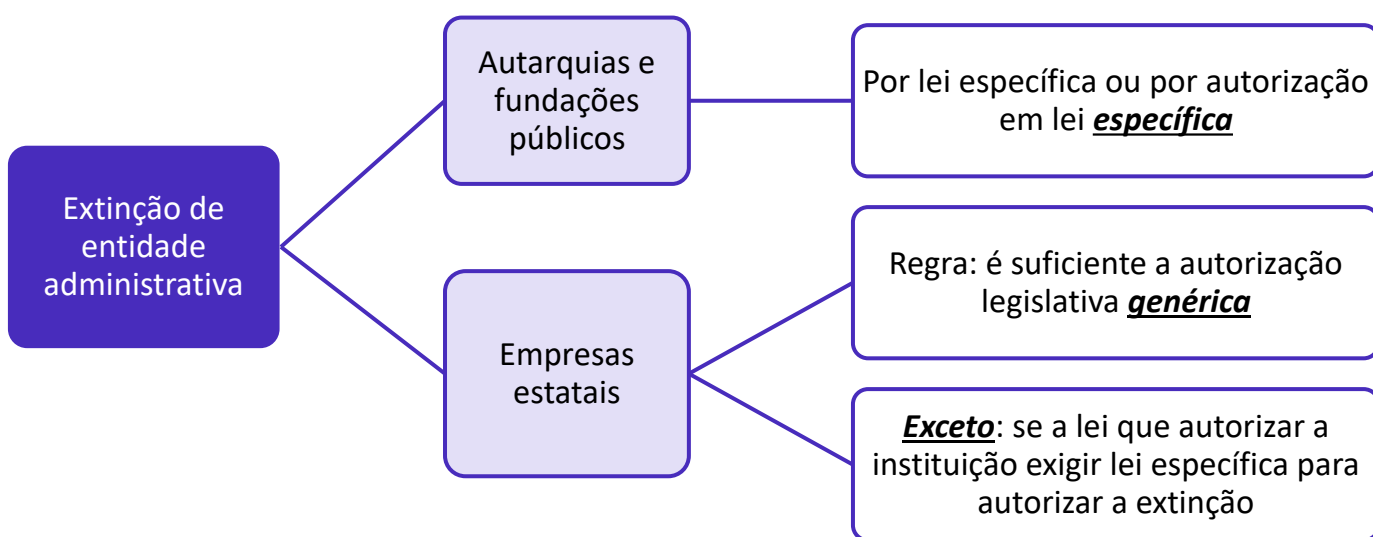 Extinção de
entidade
administrativa
Autarquias e
fundações
públicos
Por lei específica ou por autorização
em lei específica
Empresas
estatais
Regra: é suficiente a autorização
legislativa genérica
Exceto: se a lei que autorizar a
instituição exigir lei específica para
autorizar a extinção